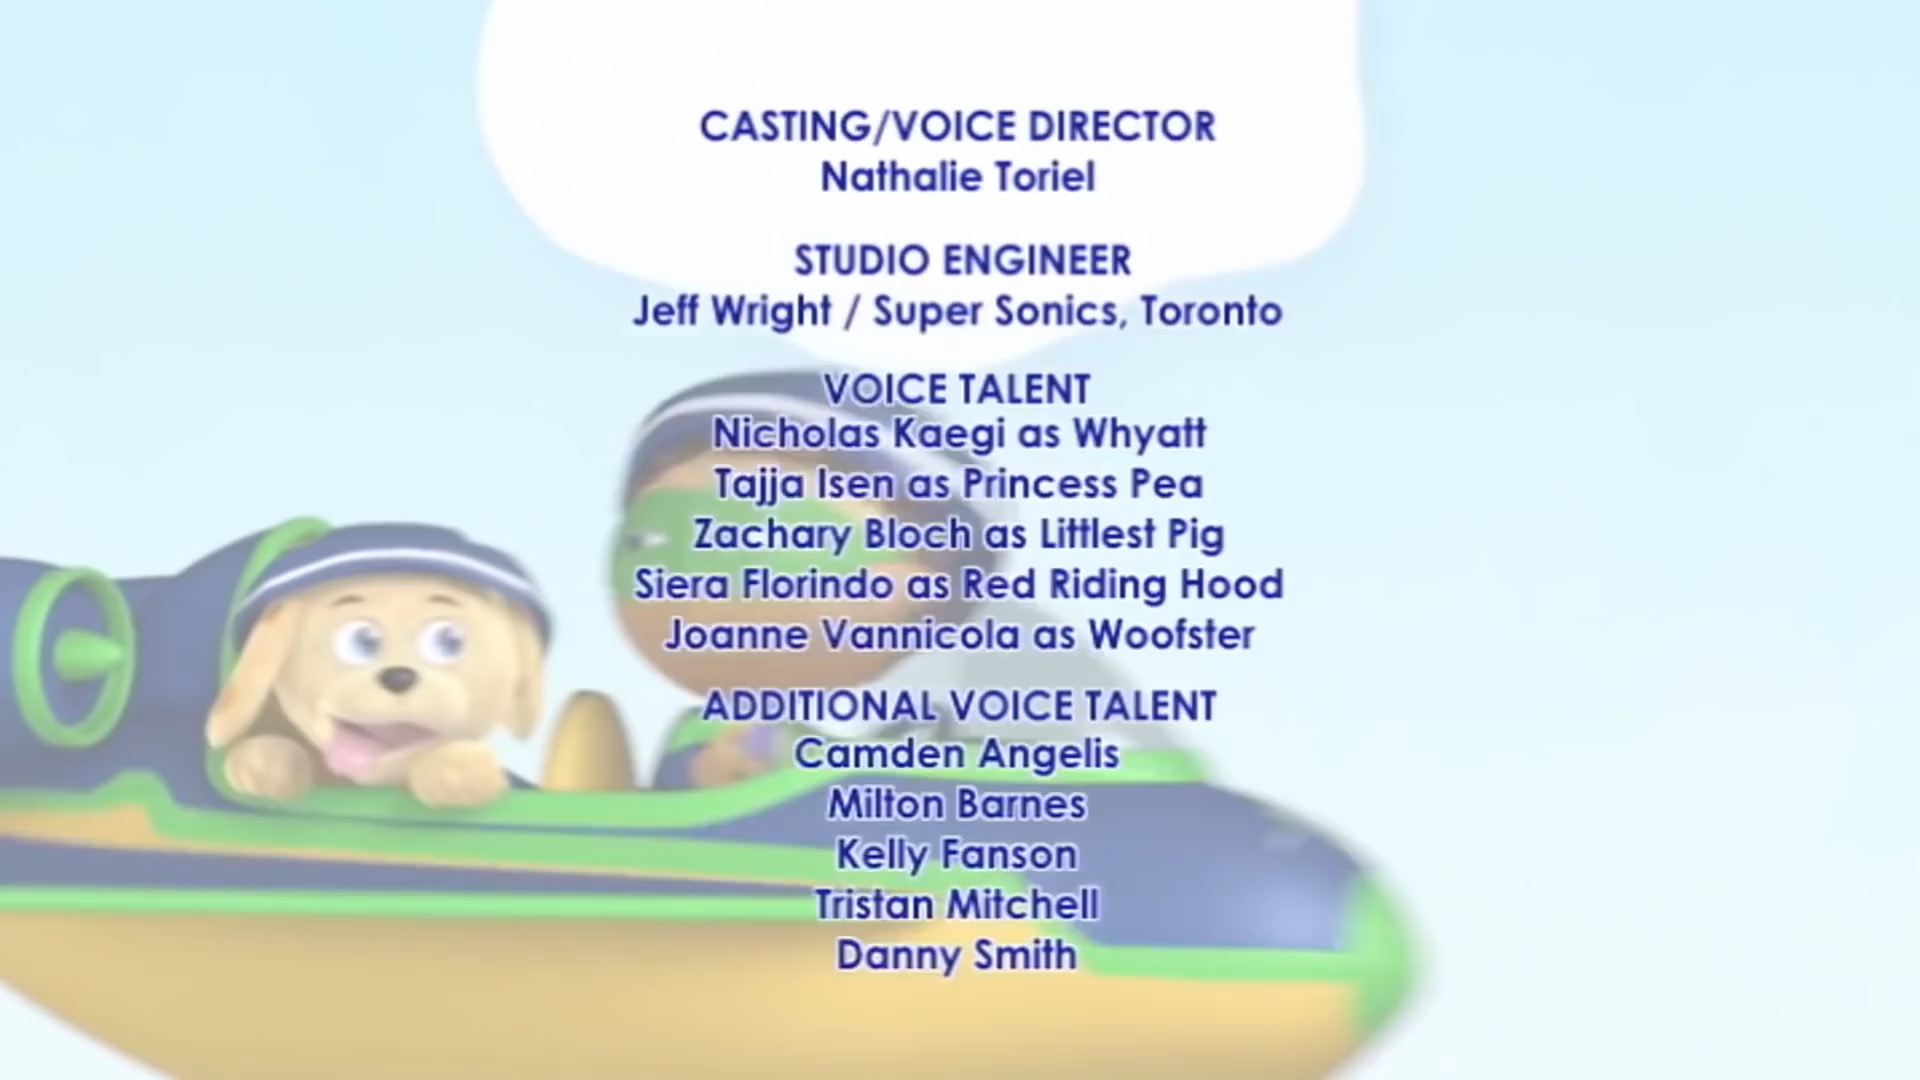 CASTING/VOICE DIRECTOR
Nathalie Toriel
STUDIO ENGINEER
Jeff Wright / Super Sonics, Toronto
VOICE TALENT
Nicholas Kaegi as Whyatt
Tajja Isen as Princess Pea
Zachary Bloch as Littlest Pig
Siera Florindo as Red Riding Hood
Joanne Vannicola as Woofster
ADDITIONAL VOICE TALENT
Camden Angelis
Milton Barnes
Kelly Fanson
Tristan Mitchell
Danny Smith